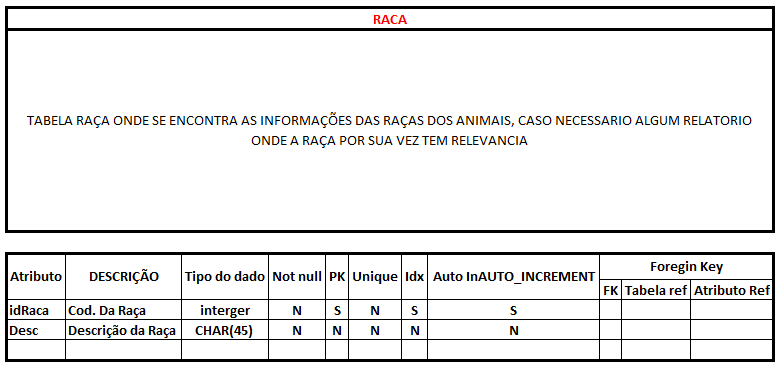 RACA
TABELA RAÇA ONDE SE ENCONTRA AS INFORMAÇÕES DAS RAÇAS DOS ANIMAIS, CASO NECESSARIO ALGUM RELATORIO
ONDE A RAÇA POR SUA VEZ TEM RELEVANCIA
Atributo DESCRIÇÃO Tipo do dado Not null PK Unique Idx Auto InAUTO_INCREMENT Foregin Key
FK Tabela ref Atributo Ref
idRaca Cod. Da Raça interger N S N S S
Desc Descrição da Raça CHAR(45) N N N N N